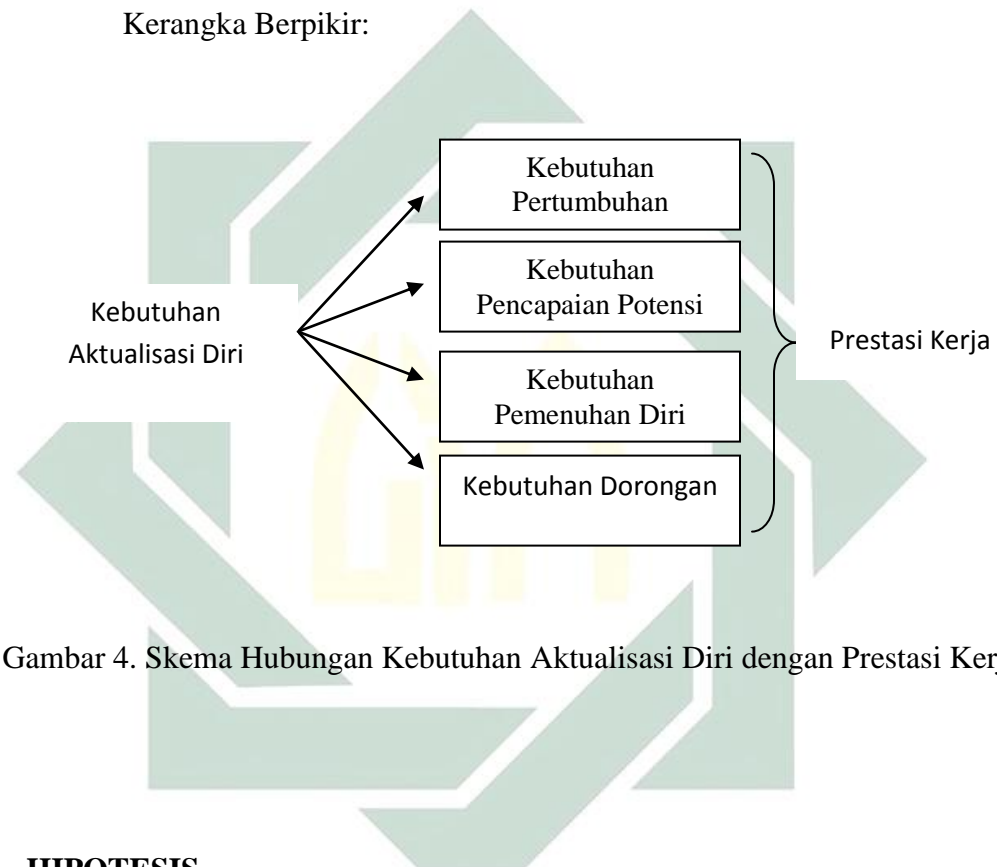 Kerangka Berpikir:
Kebutuhan
Pertumbuhan
Kebutuhan
Pencapaian Potensi
Kebutuhan
Aktualisasi Diri
Prestasi Kerja
Kebutuhan
Pemenuhan Diri
Kebutuhan Dorongan
Gambar 4. Skema Hubungan Kebutuhan Aktualisasi Diri dengan Prestasi Ker
HIPOTESIS